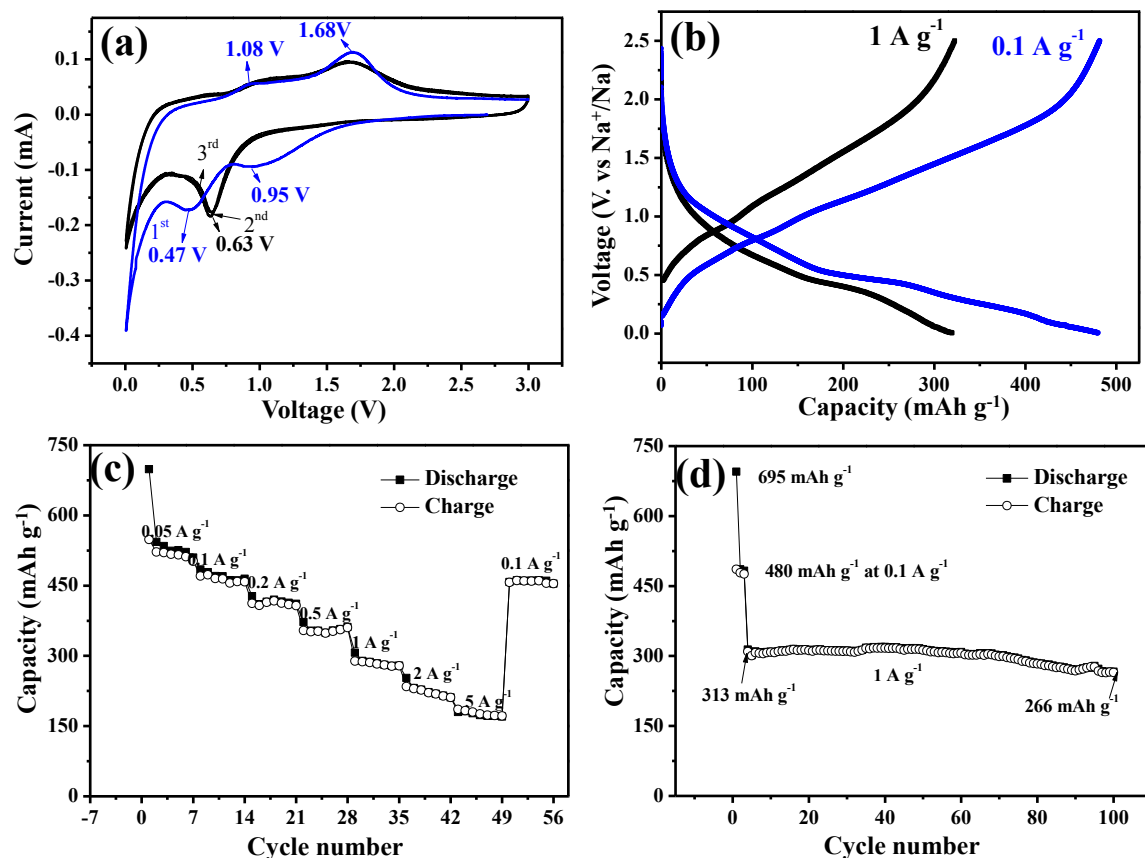 (a)
1.08 V
1.68V
3rd
0.95 V
2nd
1st
0.63 V
0.47 V
0.1
0.0
-0.1
-0.2
-0.3
-0.4
Current (mA)
0.0 0.5 1.0 1.5 2.0 2.5 3.0
Voltage (V)
(b)
1 A g-1
0.1 A g-1
2.5
2.0
1.5
1.0
0.5
0.0
Voltage (V. vs Na+/Na)
0 100 200 300 400 500
Capacity (mAh g-1)
(c)
Discharge
Charge
0.05 A g-1
0.1 A g-1
0.2 A g-1
0.5 A g-1
1 A g-1
2 A g-1
5 A g-1
0.1 A g-1
750
600
450
300
150
0
Capacity (mAh g-1)
-7 0 7 14 21 28 35 42 49 56
Cycle number
(d)
Discharge
Charge
695 mAh g-1
480 mAh g-1 at 0.1 A g-1
1 A g-1
313 mAh g-1
266 mAh g-1
750
600
450
300
150
0
Capacity (mAh g-1)
0 20 40 60 80 100
Cycle number